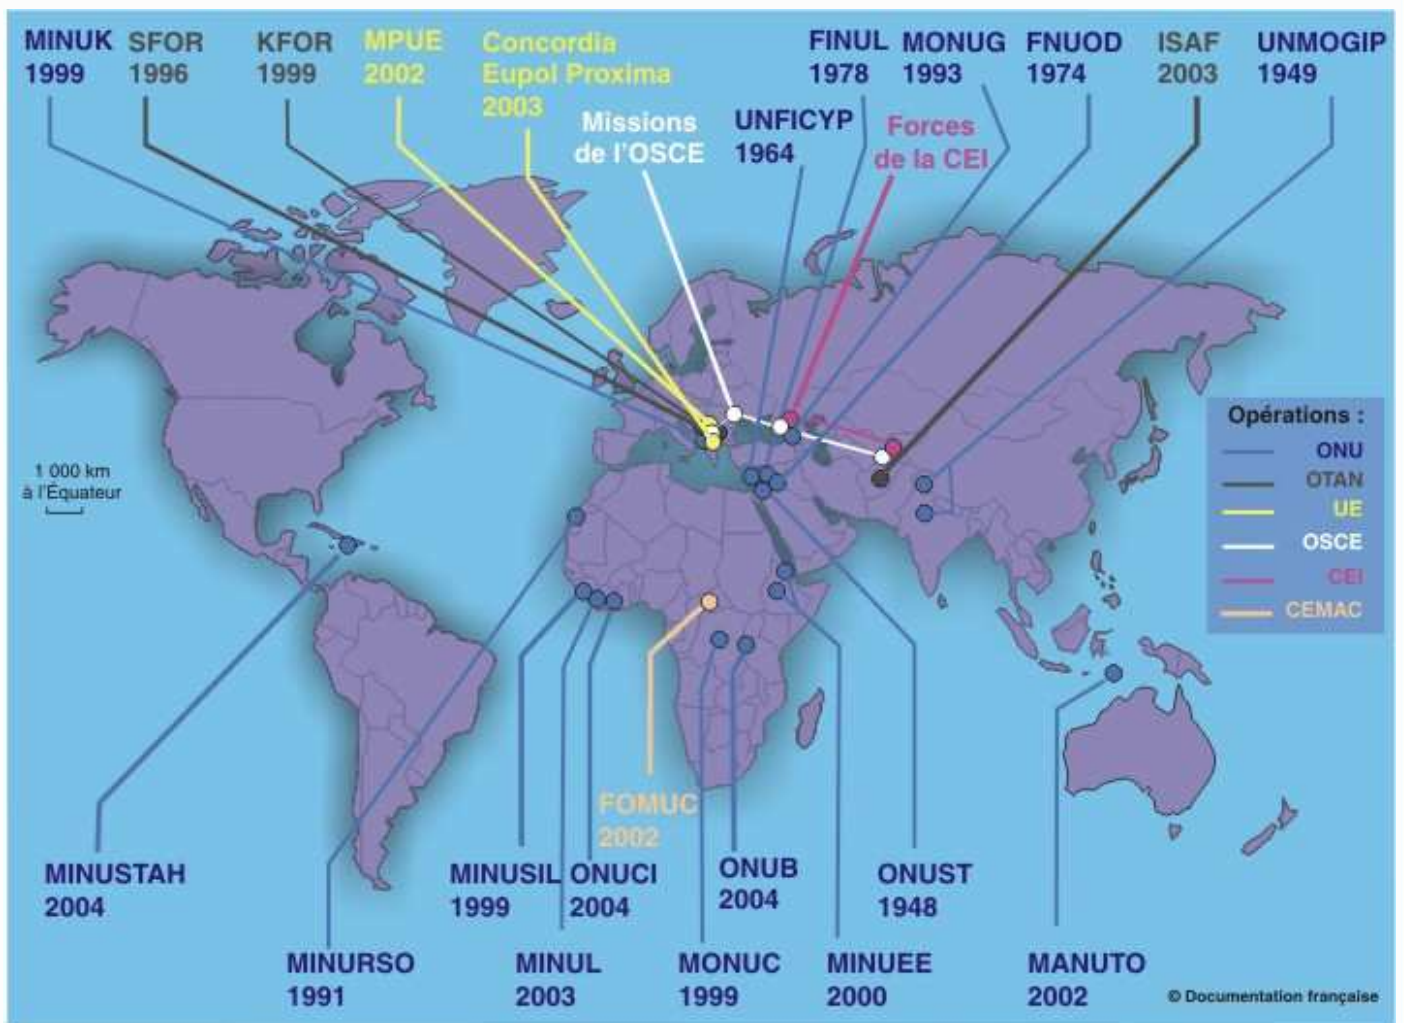 MINUK
1999
SFOR
1996
KFOR
1999
MPUE
2002
Concordia
Eupol Proxima
2003
Missions
de l'OSCE
UNFICYP
1964
FINUL
1978
MONUG
1993
Forces
de la CEI
FNUOD
1974
ISAF
2003
UNMOGIP
1949
Opérations :
ONU
OTAN
UE
OSCE
CEI
CEMAC
1 000 km
à l'Équateur
MINUSTAH
2004
MINURSO
1991
MINUSIL
1999
MINUL
2003
ONUCI
2004
FOMUC
2002
MONUC
1999
ONUB
2004
MINUEE
2000
ONUST
1948
MANUTO
2002
© Documentation française